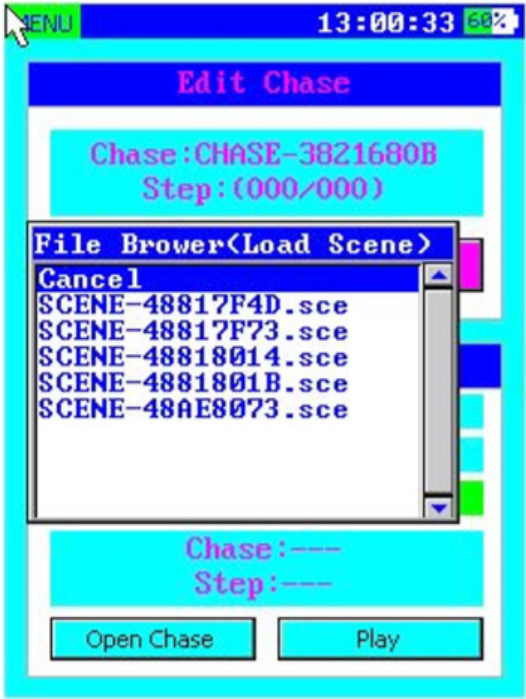 MENU 13:00:33 60%
Edit Chase
Chase:CHASE-3821680B
Step:(000/000)
File Brower(Load Scene)
Cancel
SCENE-48817F4D.sce
SCENE-48817F73.sce
SCENE-48818014.sce
SCENE-4881801B.sce
SCENE-48AE8073.sce
Chase:---
Step:---
Open Chase Play